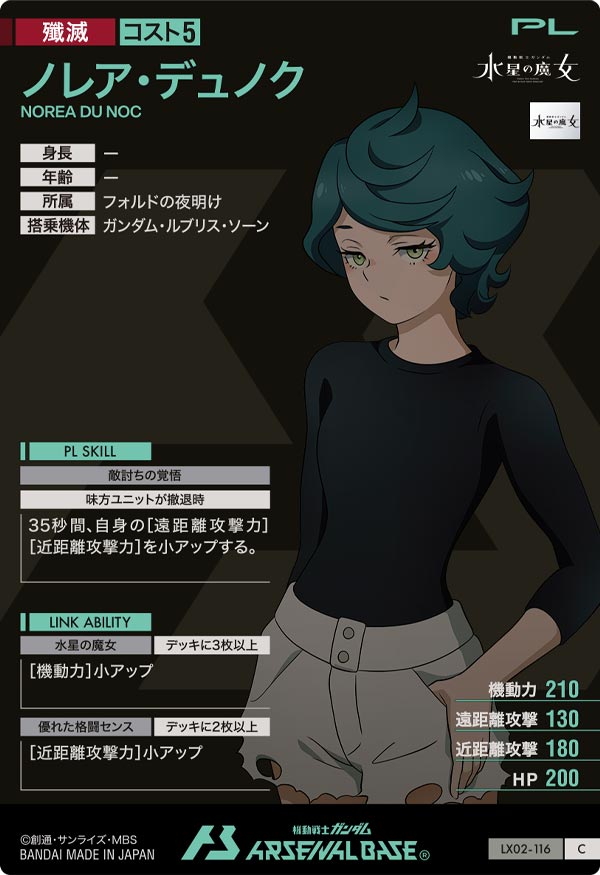 殲滅 コスト5
PL
ノレア・デュノク
NOREA DU NOC
水星の魔女
水星の魔女
身長 ー
年齢 ー
所属 フォルドの夜明け
搭乗機体 ガンダム・ルブリス・ソーン
PL SKILL
敵討ちの覚悟
味方ユニットが撤退時
35秒間、自身の[遠距離攻撃力]
[近距離攻撃力]を小アップする。
LINK ABILITY
水星の魔女 デッキに3枚以上
[機動力]小アップ
優れた格闘センス デッキに2枚以上
[近距離攻撃力]小アップ
機動力 210
遠距離攻撃 130
近距離攻撃 180
HP 200
©創通・サンライズ・MBS
BANDAI MADE IN JAPAN
機動戦士ガンダム
ARSENAL BASE®
LX02-116 C